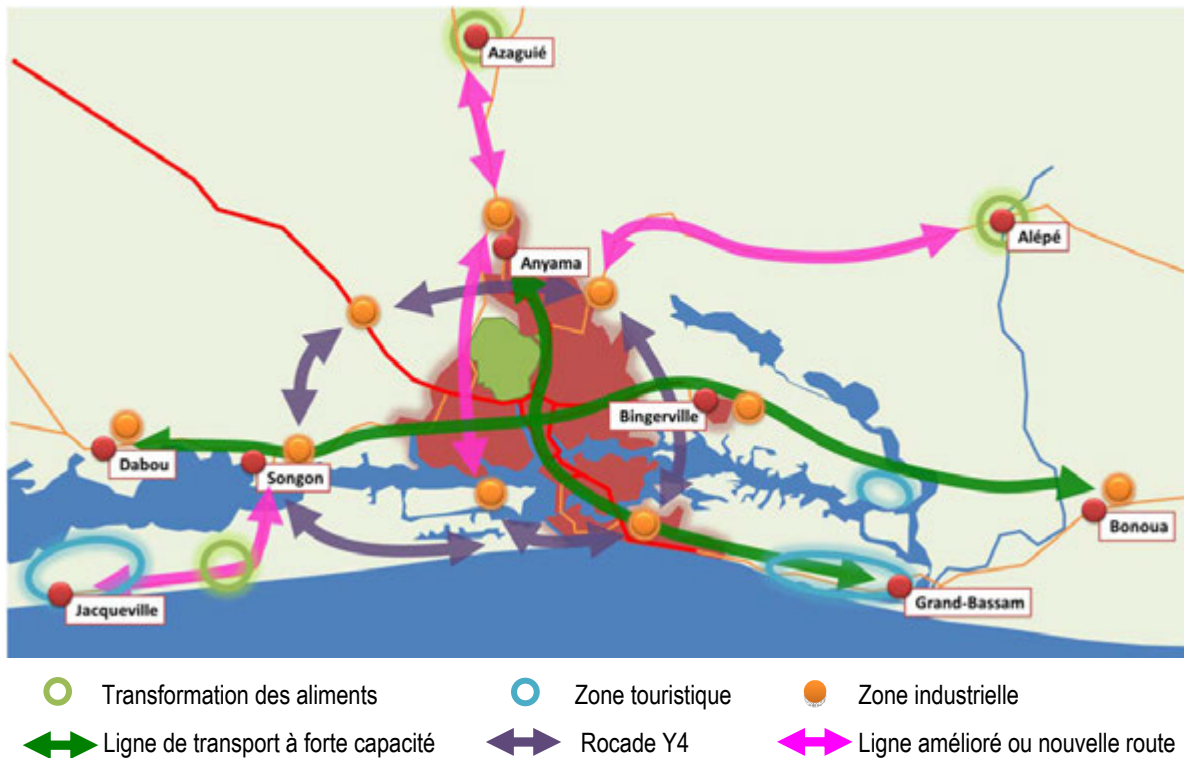 Azaguié
Alépé
Anyama
Bingerville
Dabou
Songon
Bonoua
Jacqueville
Grand-Bassam
Transformation des aliments
Zone touristique
Zone industrielle
Ligne de transport à forte capacité
Rocade Y4
Ligne amélioré ou nouvelle route